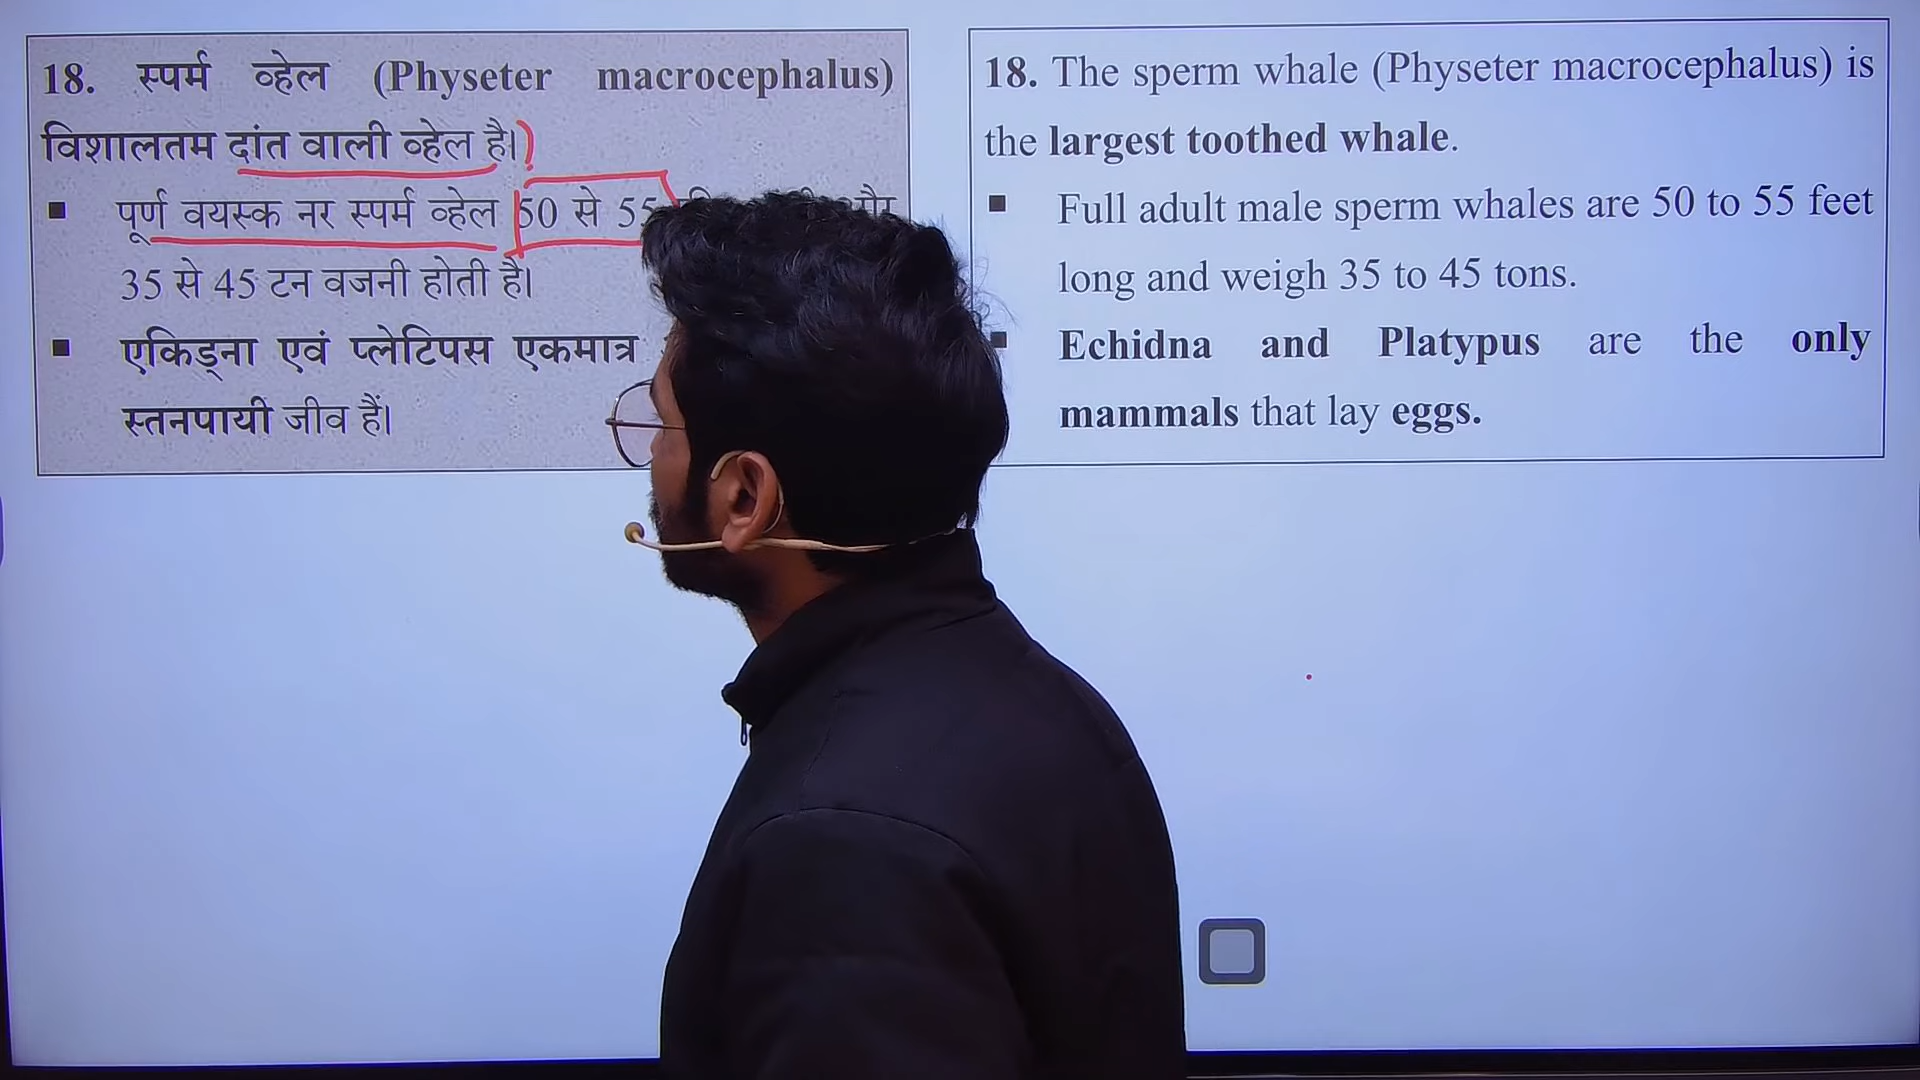 18. स्पर्म व्हेल (Physeter macrocephalus)
विशालतम दांत वाली व्हेल है।
▪ पूर्ण वयस्क नर स्पर्म व्हेल 50 से 55
35 से 45 टन वजनी होती है।
▪ एकिड्ना एवं प्लेटिपस एकमात्र
स्तनपायी जीव हैं।
18. The sperm whale (Physeter macrocephalus) is
the largest toothed whale.
▪ Full adult male sperm whales are 50 to 55 feet
long and weigh 35 to 45 tons.
▪ Echidna and Platypus are the only
mammals that lay eggs.